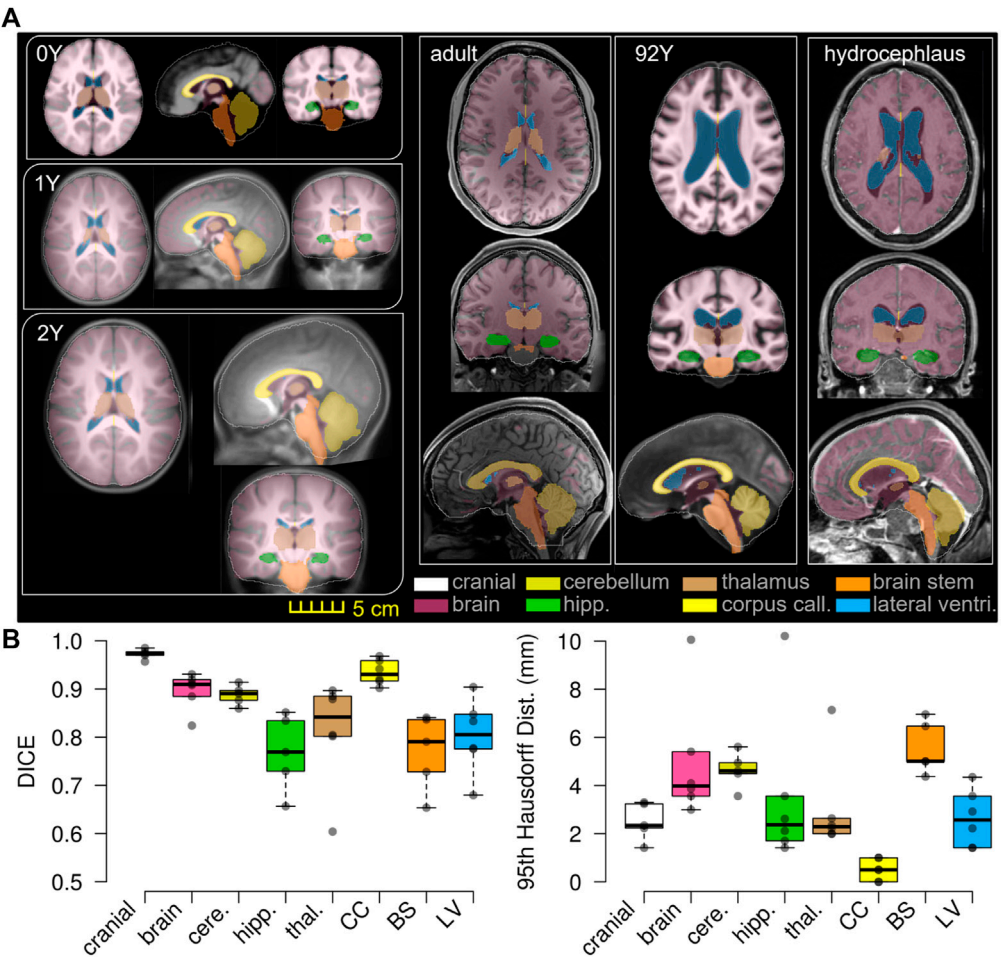 A
0Y
adult
92Y
hydrocephlaus
1Y
2Y
cranial
cerebellum
thalamus
brain stem
brain
hipp.
corpus call.
lateral ventri.
5 cm
B
DICE
1.0
0.9
0.8
0.7
0.6
0.5
cranial
brain
cere.
hipp.
thal.
CC
BS
LV
95th Hausdorff Dist. (mm)
10
8
6
4
2
0
cranial
brain
cere.
hipp.
thal.
CC
BS
LV